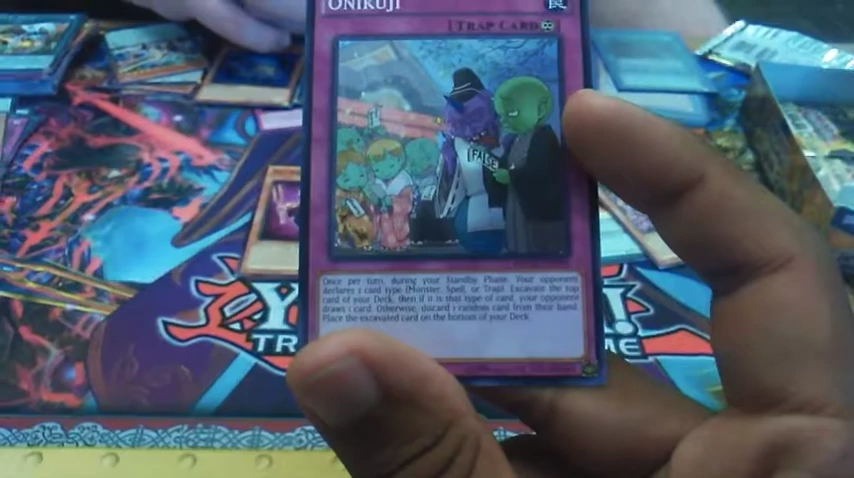 ONIKUJI
[TRAP CARD
FALSE
Once per turn, during your Standby Phase: Your opponent
declares 1 card type (Monster, Spell, or Trap). Excavate the top
card of your Deck, then if it is that type of card, your opponent
draws 1 card. Otherwise, discard 1 random card from their hand.
Place the excavated card on the bottom of your Deck.